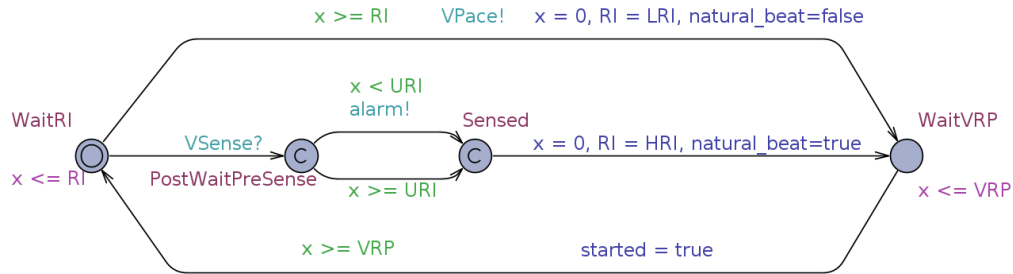 x >= RI VPace! x = 0, RI = LRI, natural_beat=false
x < URI
alarm!
WaitRI Sensed WaitVRP
VSense? C C x = 0, RI = HRI, natural_beat=true
x <= RI PostWaitPreSense x >= URI x <= VRP
x >= VRP started = true